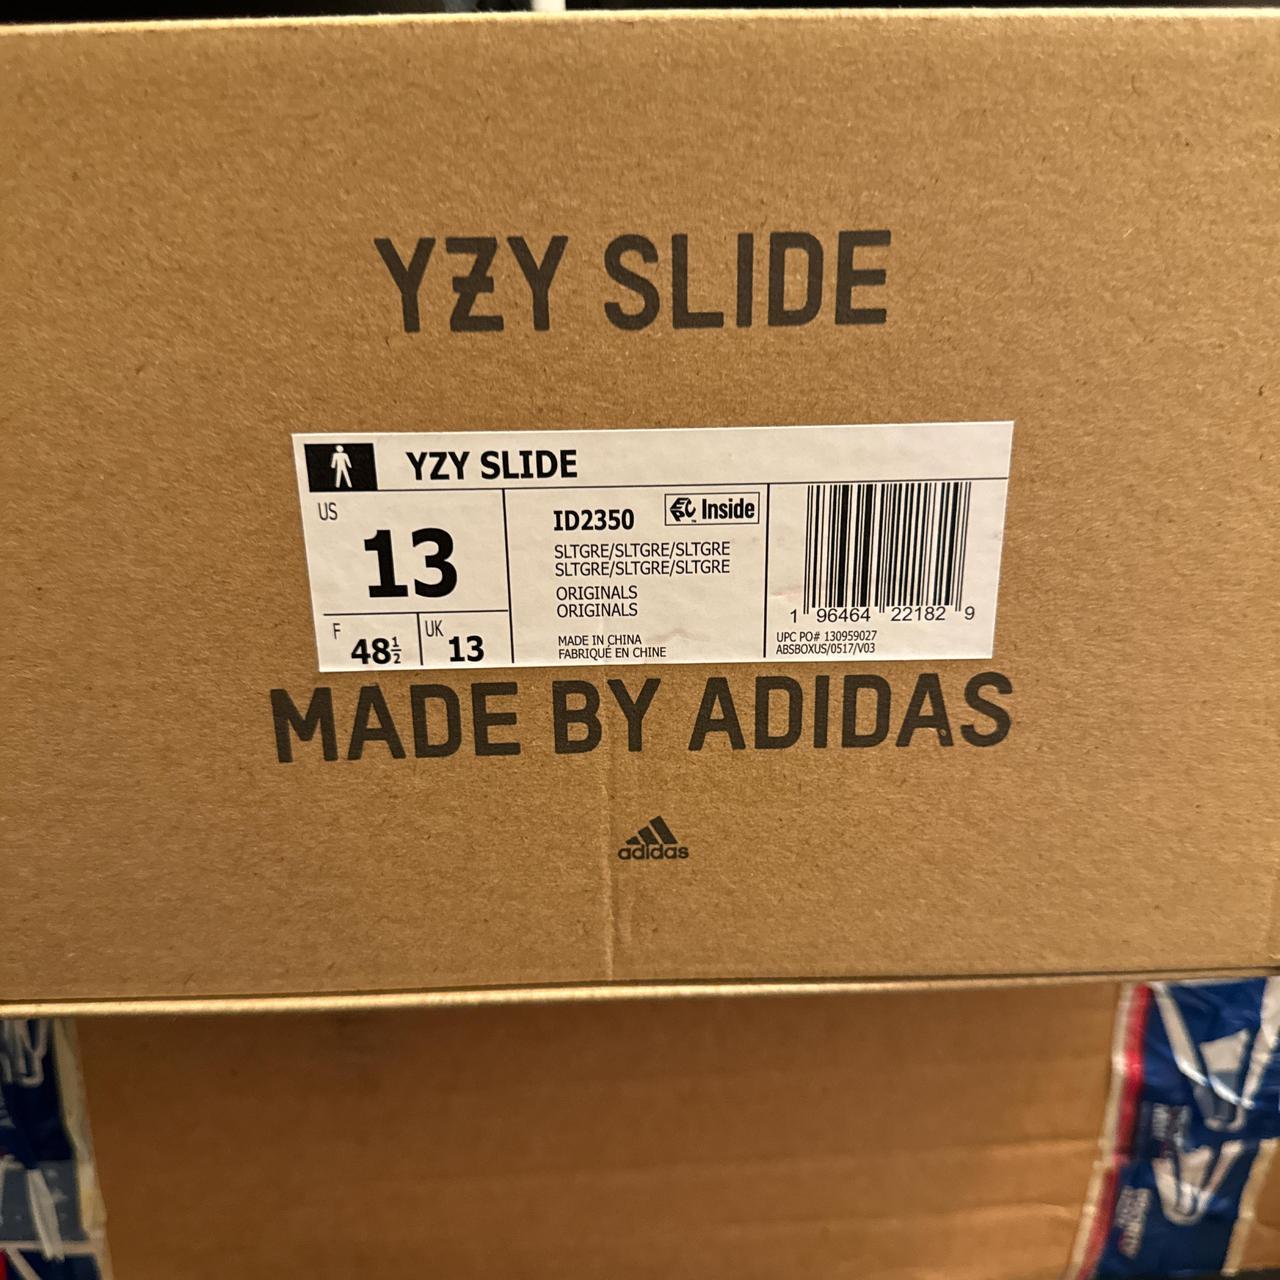 YZY SLIDE
YZY SLIDE
US
13
F
48½
UK
13
ID2350
EPC Inside
™
SLTGRE/SLTGRE/SLTGRE
SLTGRE/SLTGRE/SLTGRE
ORIGINALS
ORIGINALS
MADE IN CHINA
FABRIQUÉ EN CHINE
1 96464 22182 9
UPC PO# 130959027
ABSBOXUS/0517/V03
MADE BY ADIDAS
adidas